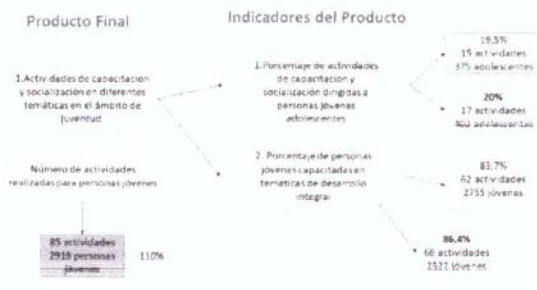 Producto Final
Indicadores del Producto
1.Actividades de capacitación
y socialización en diferentes
temáticas en el ámbito de
Juventud
Número de actividades
realizadas para personas jóvenes
85 actividades
2918 personas
jóvenes
110%
1.Porcentaje de actividades
de capacitación y
socialización dirigidas a
personas jóvenes
adolescentes
2. Porcentaje de personas
jóvenes capacitadas en
temáticas de desarrollo
integral
19,5%
15 actividades
375 adolescentes
20%
17 actividades
adolescentes
83,7%
62 actividades
2755 jóvenes
86,4%
68 actividades
2522 jóvenes